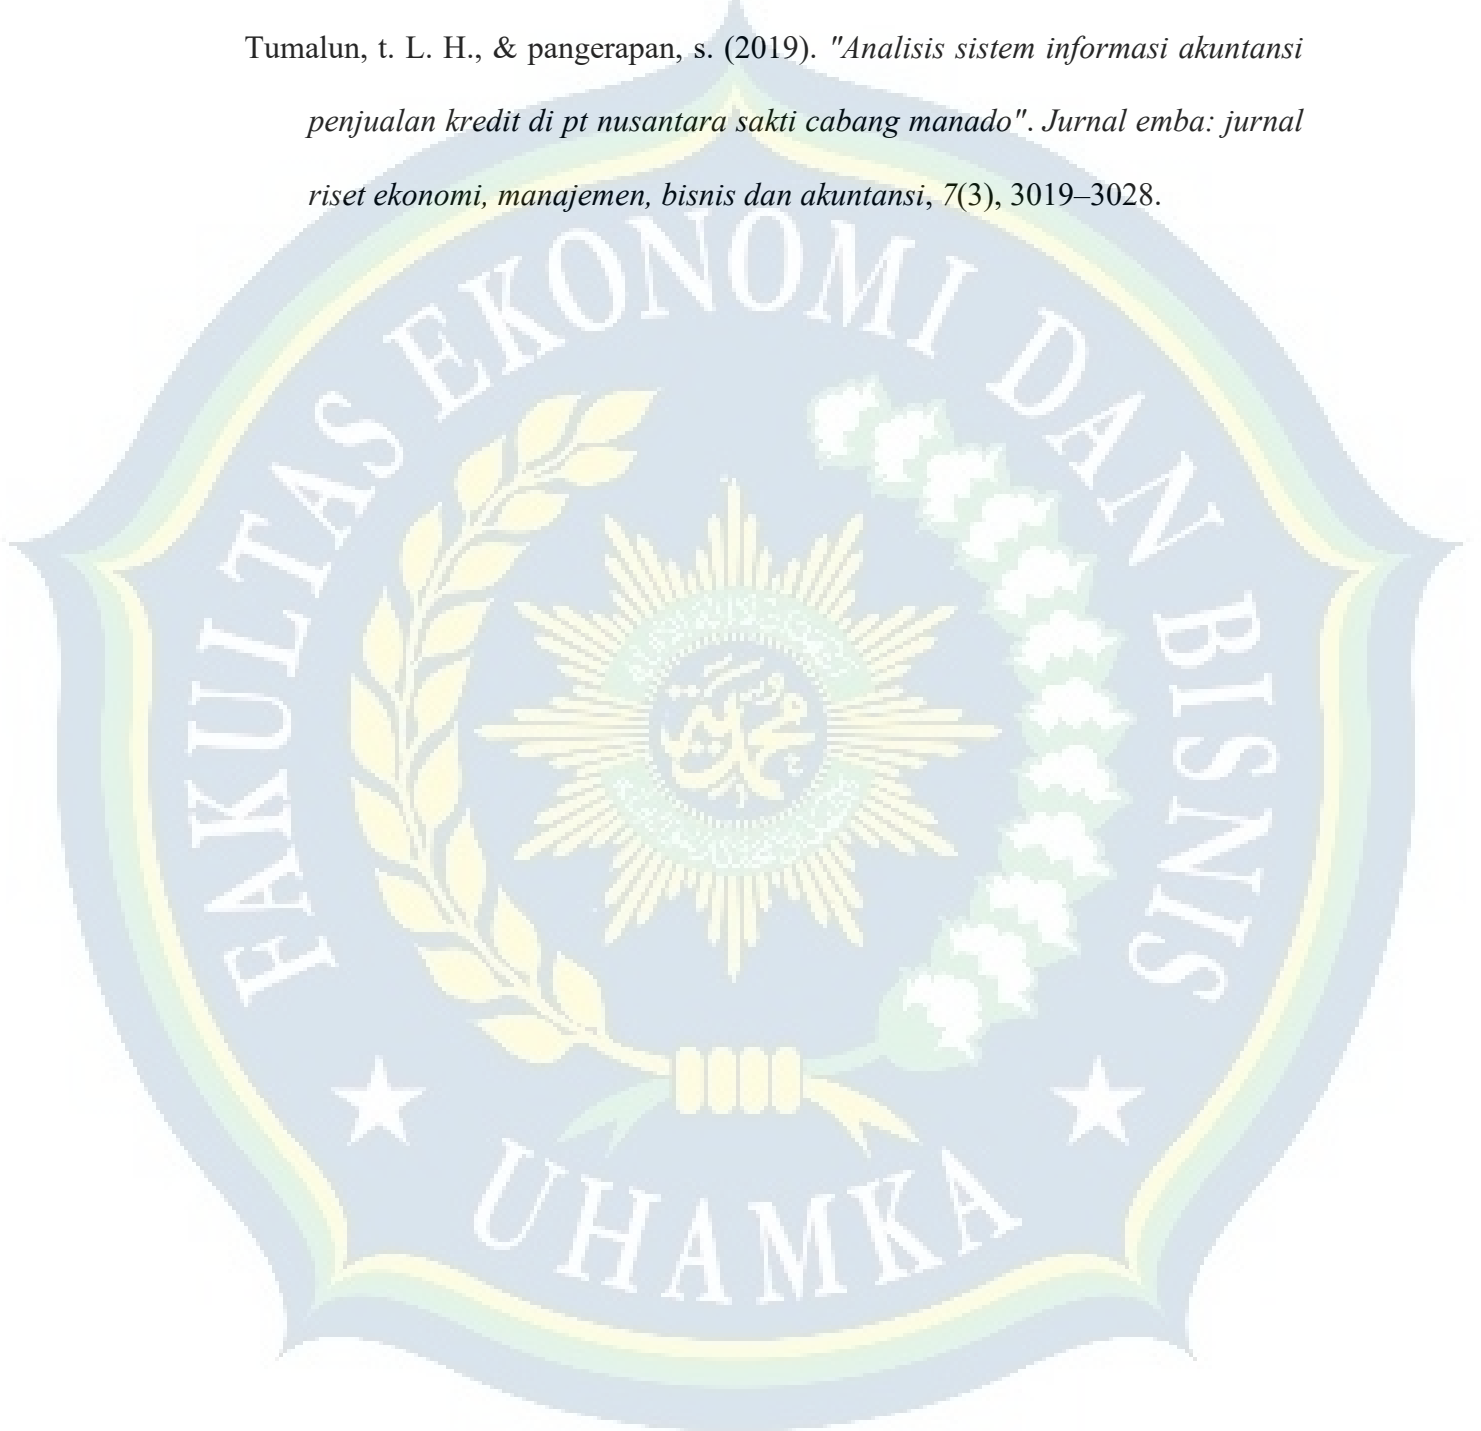 Tumalun, t. L. H., & pangerapan, s. (2019). "Analisis sistem informasi akuntansi
penjualan kredit di pt nusantara sakti cabang manado". Jurnal emba: jurnal
riset ekonomi, manajemen, bisnis dan akuntansi, 7(3), 3019–3028.
FAKULTAS EKONOMI DAN BISNIS
UHAMKA